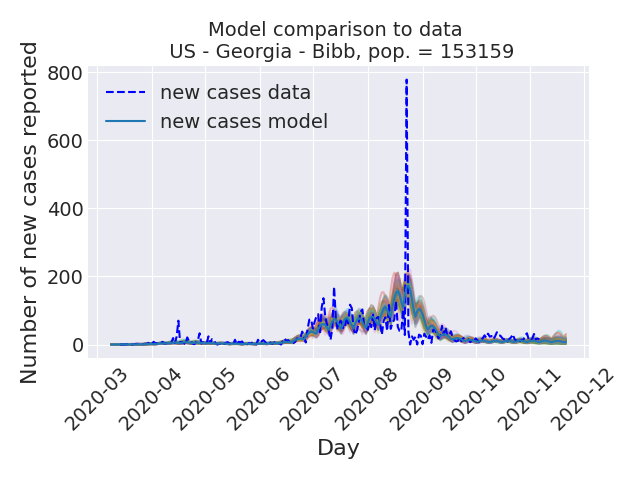 Model comparison to data
US - Georgia - Bibb, pop. = 153159
Number of new cases reported
800
600
400
200
0
new cases data
new cases model
2020-03
2020-04
2020-05
2020-06
2020-07
2020-08
2020-09
2020-10
2020-11
2020-12
Day